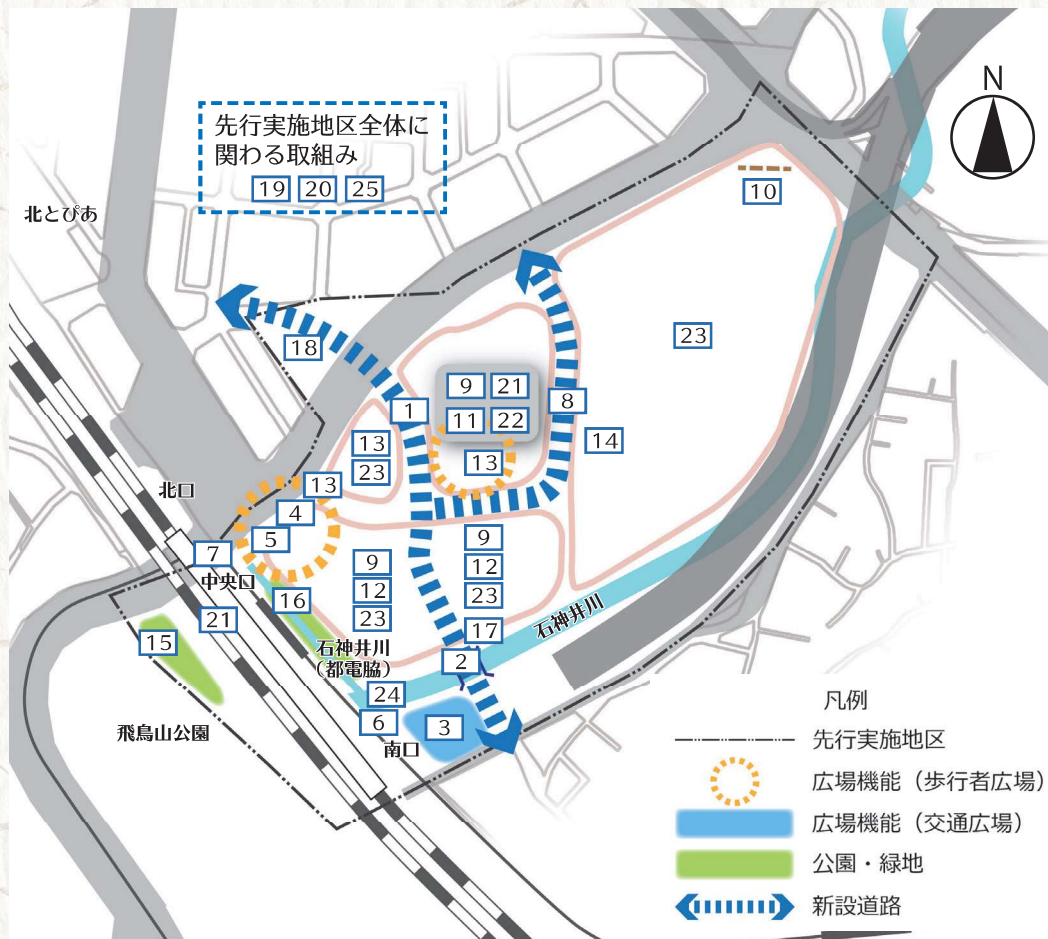 N
先行実施地区全体に
関わる取組み
19 20 25
北とぴあ
10
18
23
9 21
1
8
11 22
13
14
13
23
北口
13
4
5
9
7
中央口
9
12
12
16
23
21
23
石神井川
17
15
石神井川
(都電脇)
2
24
飛鳥山公園
6
3
南口
凡例
先行実施地区
広場機能(歩行者広場)
広場機能(交通広場)
公園・緑地
新設道路